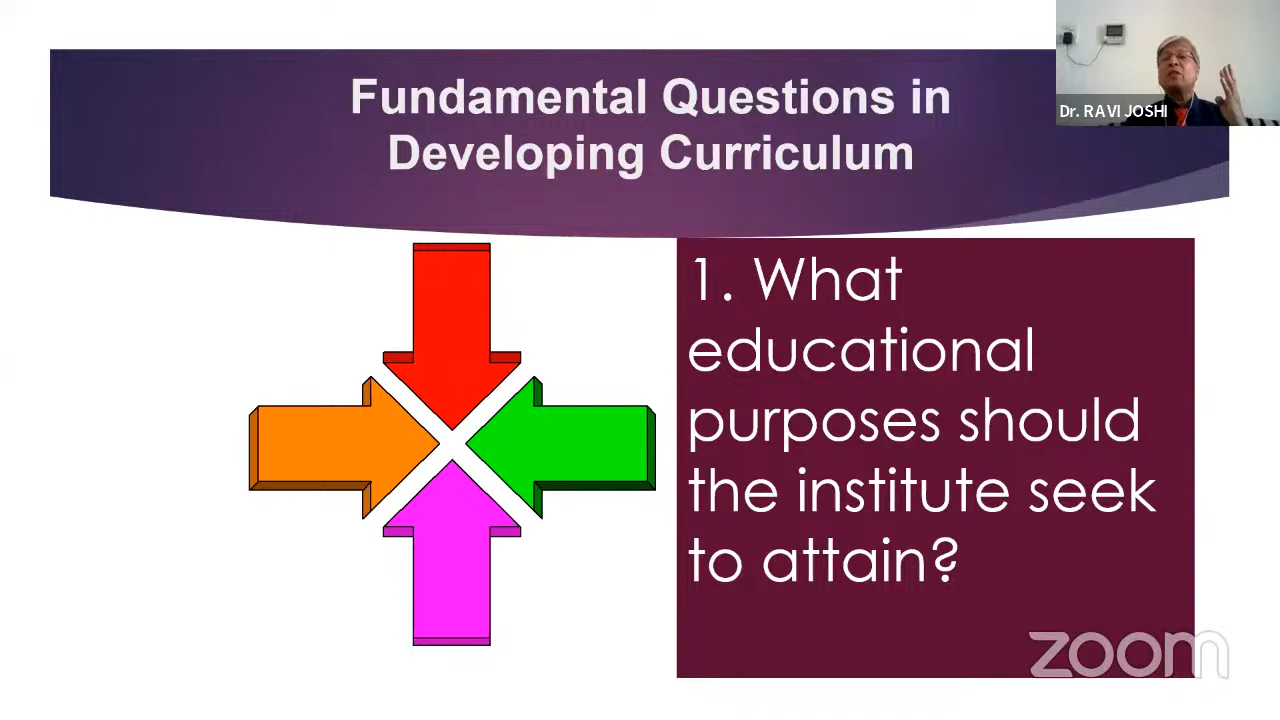 Fundamental Questions in
Developing Curriculum
Dr. RAVI JOSHI
1. What
educational
purposes should
the institute seek
to attain?
zoom